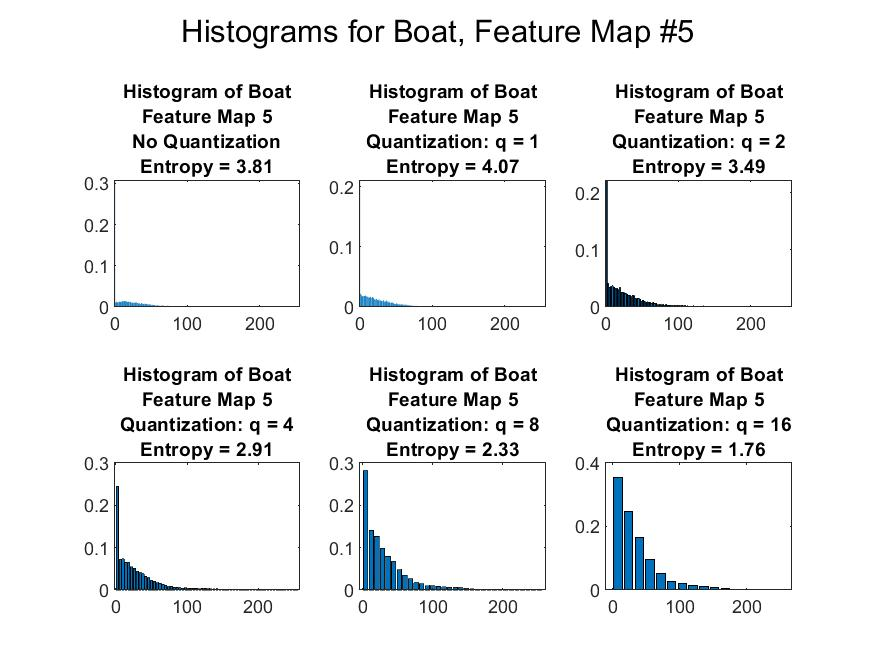 Histograms for Boat, Feature Map #5
Histogram of Boat
Feature Map 5
No Quantization
Entropy = 3.81
0.3
0.2
0.1
0
0 100 200
Histogram of Boat
Feature Map 5
Quantization: q = 1
Entropy = 4.07
0.2
0.1
0
0 100 200
Histogram of Boat
Feature Map 5
Quantization: q = 2
Entropy = 3.49
0.2
0.1
0
0 100 200
Histogram of Boat
Feature Map 5
Quantization: q = 4
Entropy = 2.91
0.3
0.2
0.1
0
0 100 200
Histogram of Boat
Feature Map 5
Quantization: q = 8
Entropy = 2.33
0.3
0.2
0.1
0
0 100 200
Histogram of Boat
Feature Map 5
Quantization: q = 16
Entropy = 1.76
0.4
0.2
0
0 100 200